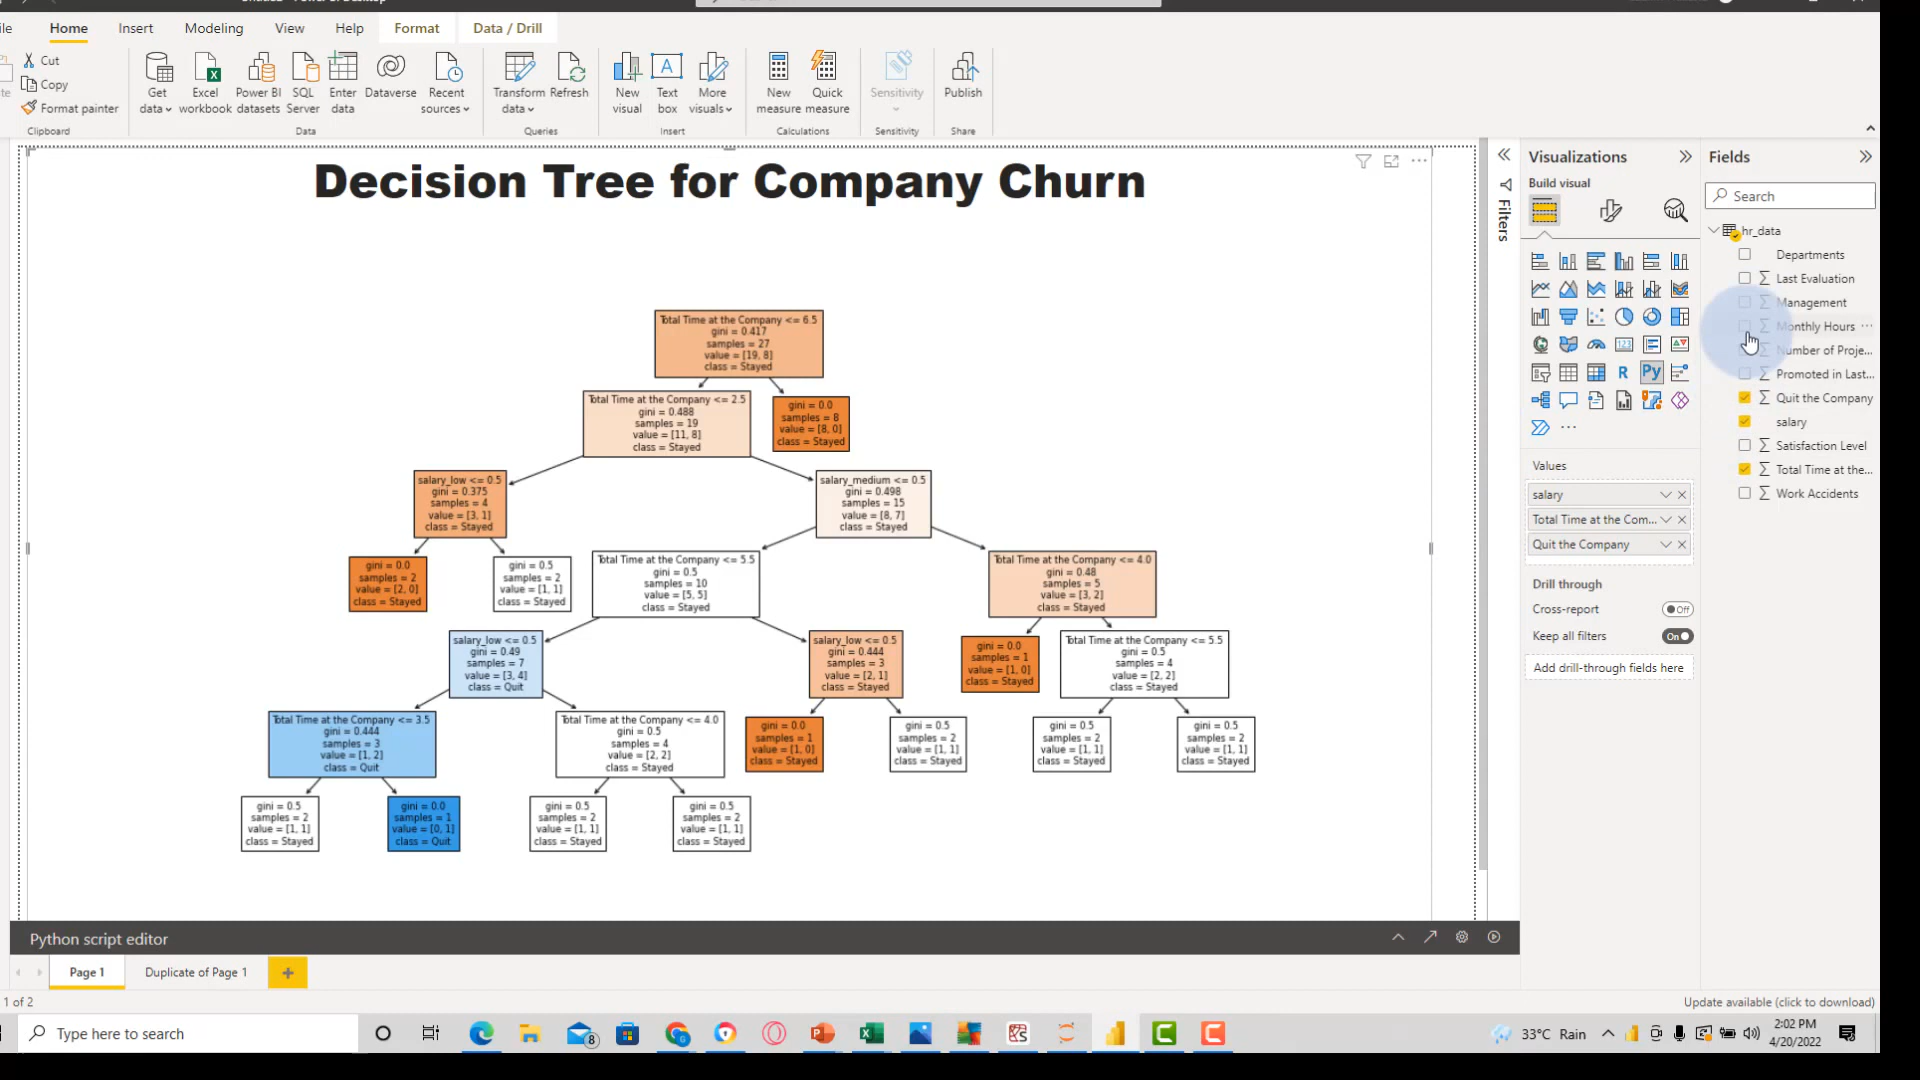 Home
Insert
Modeling
View
Help
Format
Data / Drill
Cut
Copy
Format painter
Clipboard
Get data
Excel workbook
Power BI datasets
SQL Server
Enter data
Dataverse
Recent sources
Data
Transform data
Refresh
Queries
New visual
Text box
More visuals
Insert
New measure
Quick measure
Calculations
Sensitivity
Sensitivity
Publish
Share
Decision Tree for Company Churn
Total Time at the Company <= 6.5
gini = 0.417
samples = 27
value = [19, 8]
class = Stayed
Total Time at the Company <= 2.5
gini = 0.488
samples = 19
value = [11, 8]
class = Stayed
gini = 0.0
samples = 8
value = [8, 0]
class = Stayed
salary_low <= 0.5
gini = 0.375
samples = 4
value = [3, 1]
class = Stayed
salary_medium <= 0.5
gini = 0.498
samples = 15
value = [8, 7]
class = Stayed
gini = 0.0
samples = 2
value = [2, 0]
class = Stayed
gini = 0.5
samples = 2
value = [1, 1]
class = Stayed
Total Time at the Company <= 5.5
gini = 0.5
samples = 10
value = [5, 5]
class = Stayed
Total Time at the Company <= 4.0
gini = 0.48
samples = 5
value = [3, 2]
class = Stayed
salary_low <= 0.5
gini = 0.49
samples = 7
value = [3, 4]
class = Quit
salary_low <= 0.5
gini = 0.444
samples = 3
value = [2, 1]
class = Stayed
gini = 0.0
samples = 1
value = [1, 0]
class = Stayed
Total Time at the Company <= 5.5
gini = 0.5
samples = 4
value = [2, 2]
class = Stayed
Total Time at the Company <= 3.5
gini = 0.444
samples = 3
value = [1, 2]
class = Quit
Total Time at the Company <= 4.0
gini = 0.5
samples = 4
value = [2, 2]
class = Stayed
gini = 0.0
samples = 1
value = [1, 0]
class = Stayed
gini = 0.5
samples = 2
value = [1, 1]
class = Stayed
gini = 0.5
samples = 2
value = [1, 1]
class = Stayed
gini = 0.5
samples = 2
value = [1, 1]
class = Stayed
gini = 0.5
samples = 2
value = [1, 1]
class = Stayed
gini = 0.0
samples = 1
value = [0, 1]
class = Quit
gini = 0.5
samples = 2
value = [1, 1]
class = Stayed
gini = 0.5
samples = 2
value = [1, 1]
class = Stayed
Filters
Visualizations
Build visual
R
Py
123
Values
salary
Total Time at the Com...
Quit the Company
Drill through
Cross-report
Off
Keep all filters
On
Add drill-through fields here
Fields
Search
hr_data
Departments
Last Evaluation
Management
Monthly Hours
Number of Proje...
Promoted in Last...
Quit the Company
salary
Satisfaction Level
Total Time at the...
Work Accidents
Python script editor
Page 1
Duplicate of Page 1
1 of 2
Update available (click to download)
Type here to search
8
33°C Rain
2:02 PM
4/20/2022